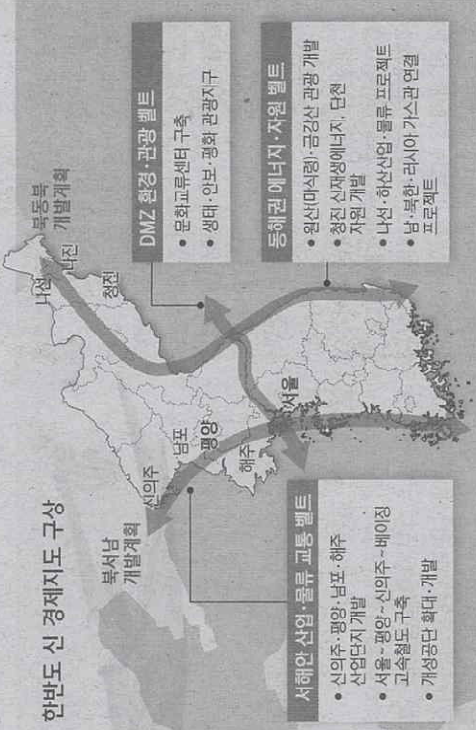 한반도 신 경제지도 구상
북서남
개발계획
북동북
개발계획
나선
나진
청진
신의주
남포
평양
해주
서울
DMZ 환경·관광 벨트
• 문화교류센터 구축
• 생태·안보·평화 관광지구
동해권 에너지·자원 벨트
• 원산(마식령)·금강산 관광 개발
• 청진 신재생에너지, 단천
자원 개발
• 나선·하산산업·물류 프로젝트
• 남·북한·러시아 가스관 연결
프로젝트
서해안 산업·물류 교통 벨트
• 신의주·평양·남포·해주
산업단지 개발
• 서울~평양~신의주~베이징
고속철도 구축
• 개성공단 확대·개발